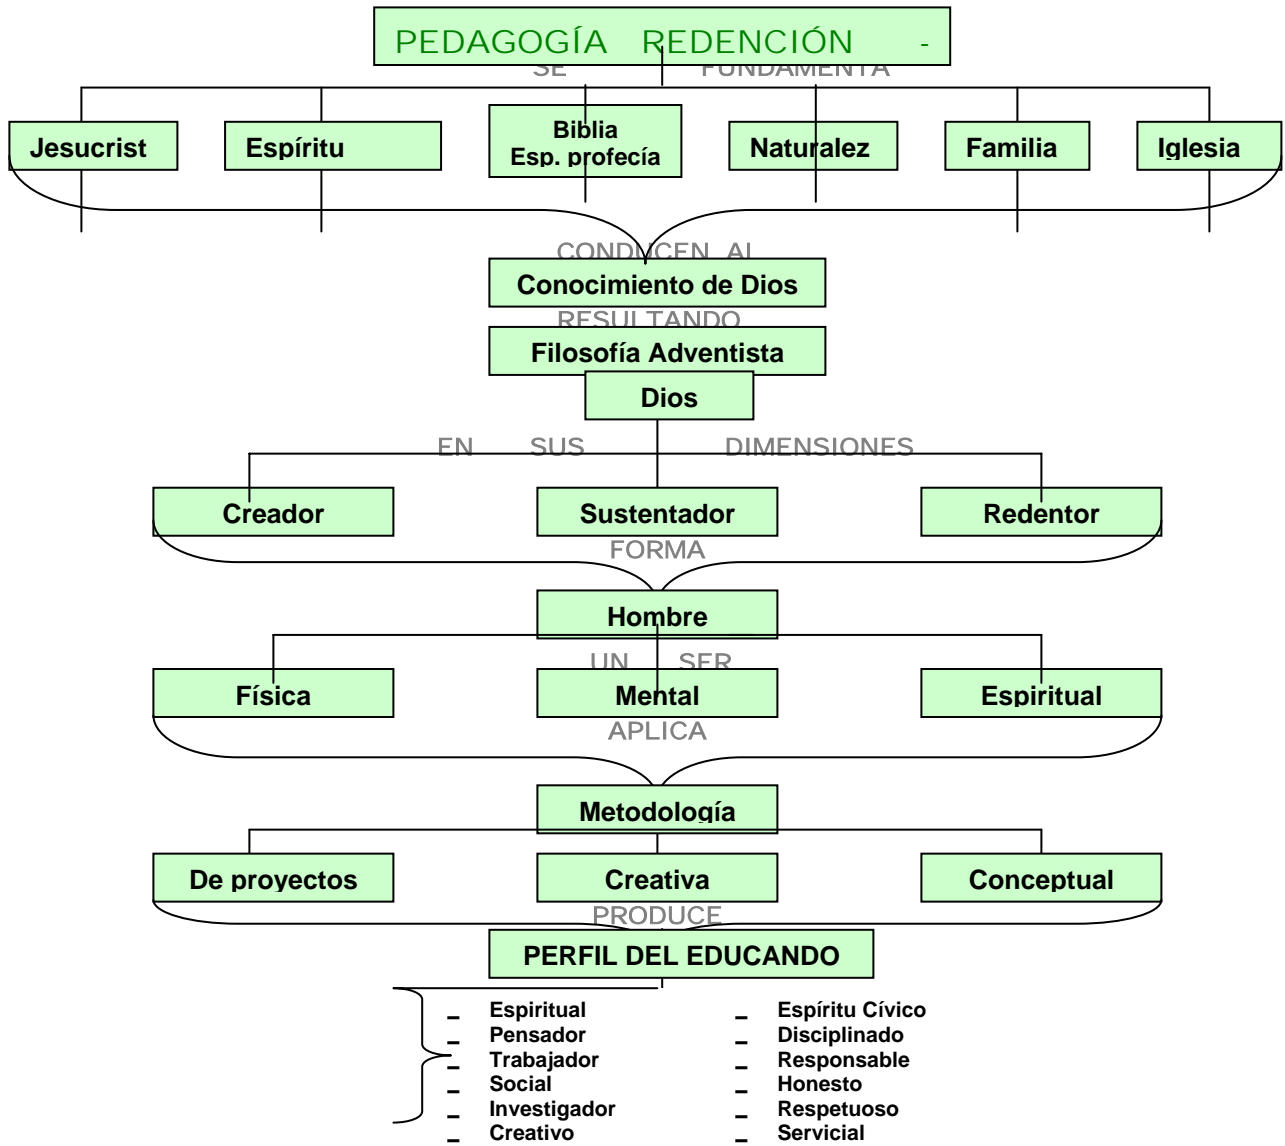 PEDAGOGÍA REDENCIÓN -
SE FUNDAMENTA
Jesucrist
Espíritu
Biblia
Esp. profecía
Naturalez
Familia
Iglesia
CONDUCEN AL
Conocimiento de Dios
RESULTANDO
Filosofía Adventista
Dios
EN SUS DIMENSIONES
Creador
Sustentador
Redentor
FORMA
Hombre
UN SER
Física
Mental
Espiritual
APLICA
Metodología
De proyectos
Creativa
Conceptual
PRODUCE
PERFIL DEL EDUCANDO
– Espiritual
– Pensador
– Trabajador
– Social
– Investigador
– Creativo
– Espíritu Cívico
– Disciplinado
– Responsable
– Honesto
– Respetuoso
– Servicial